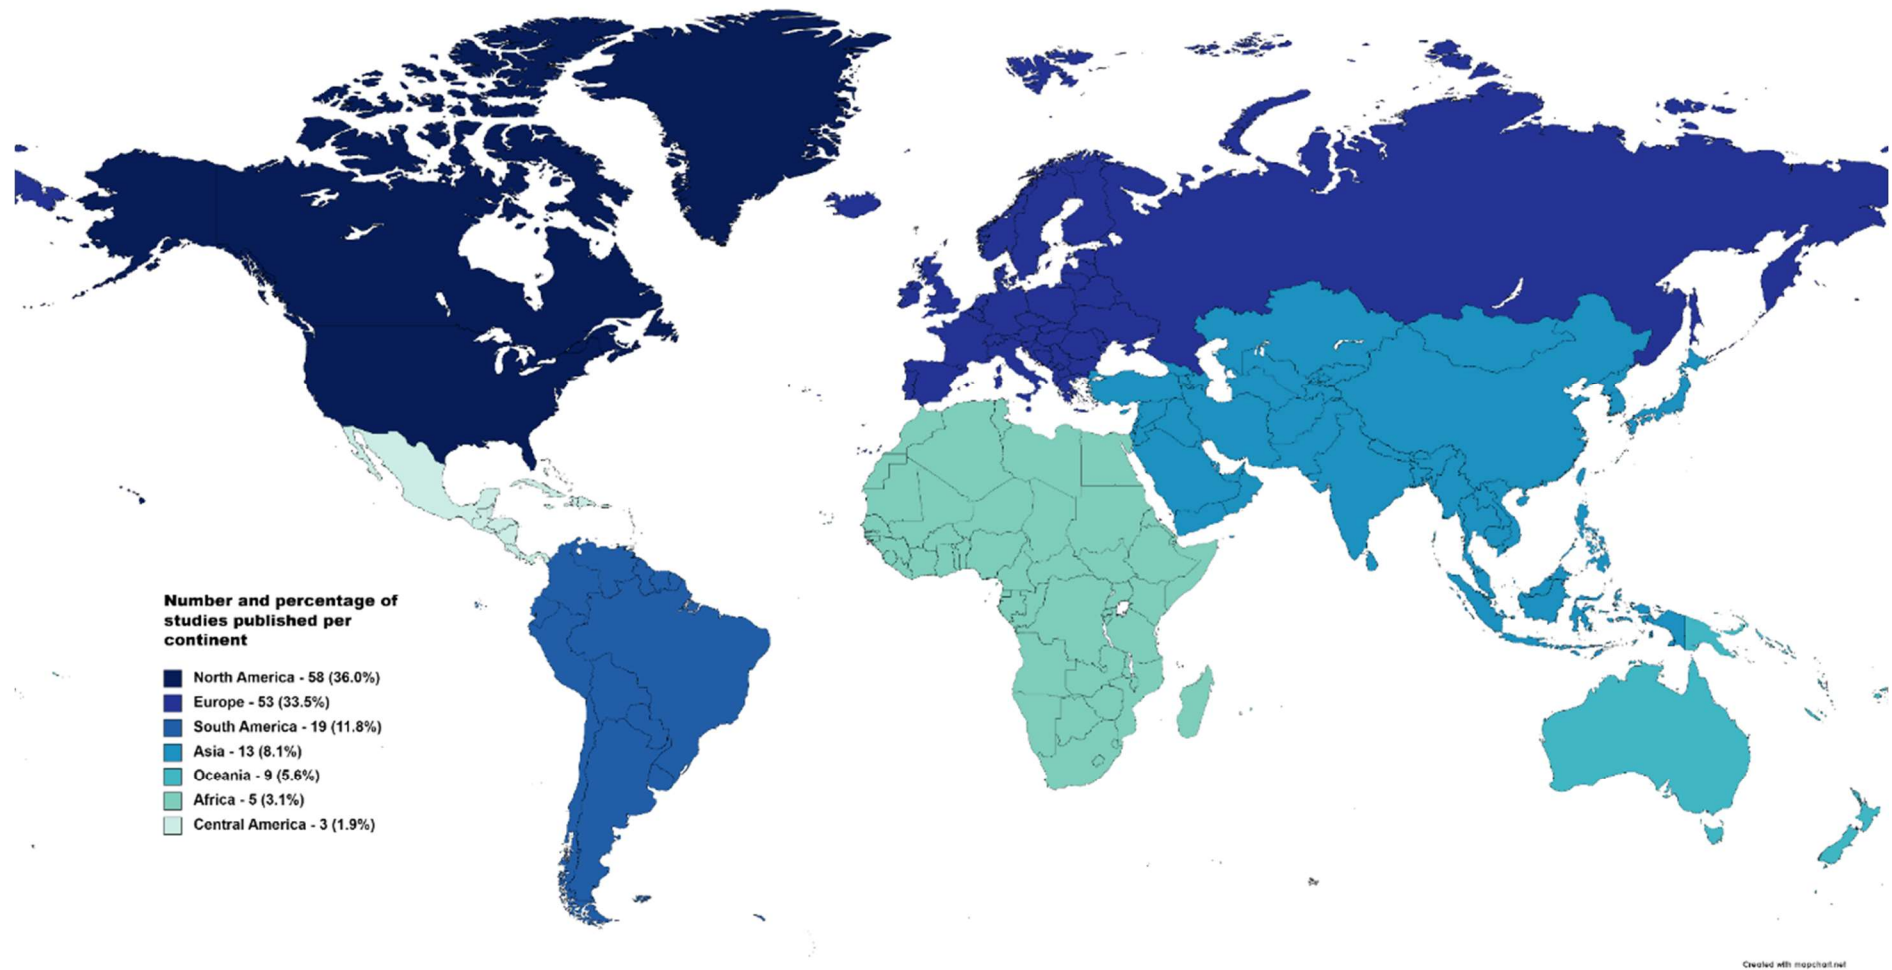 Number and percentage of
studies published per
continent
North America - 58 (36.0%)
Europe - 53 (33.5%)
South America - 19 (11.8%)
Asia - 13 (8.1%)
Oceania - 9 (5.6%)
Africa - 5 (3.1%)
Central America - 3 (1.9%)
Created with mapchart.net